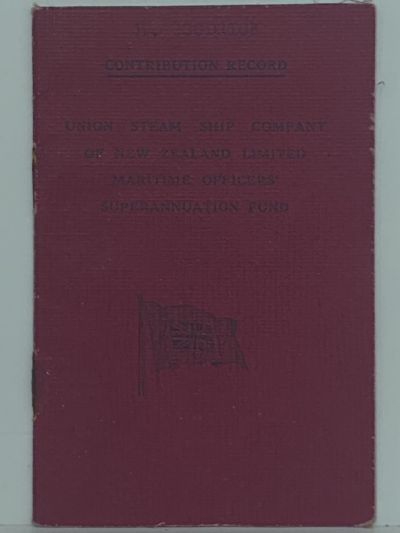 CONTRIBUTION RECORD
UNION STEAM SHIP COMPANY
OF NEW ZEALAND LIMITED
MARITIME OFFICERS'
SUPERANNUATION FUND